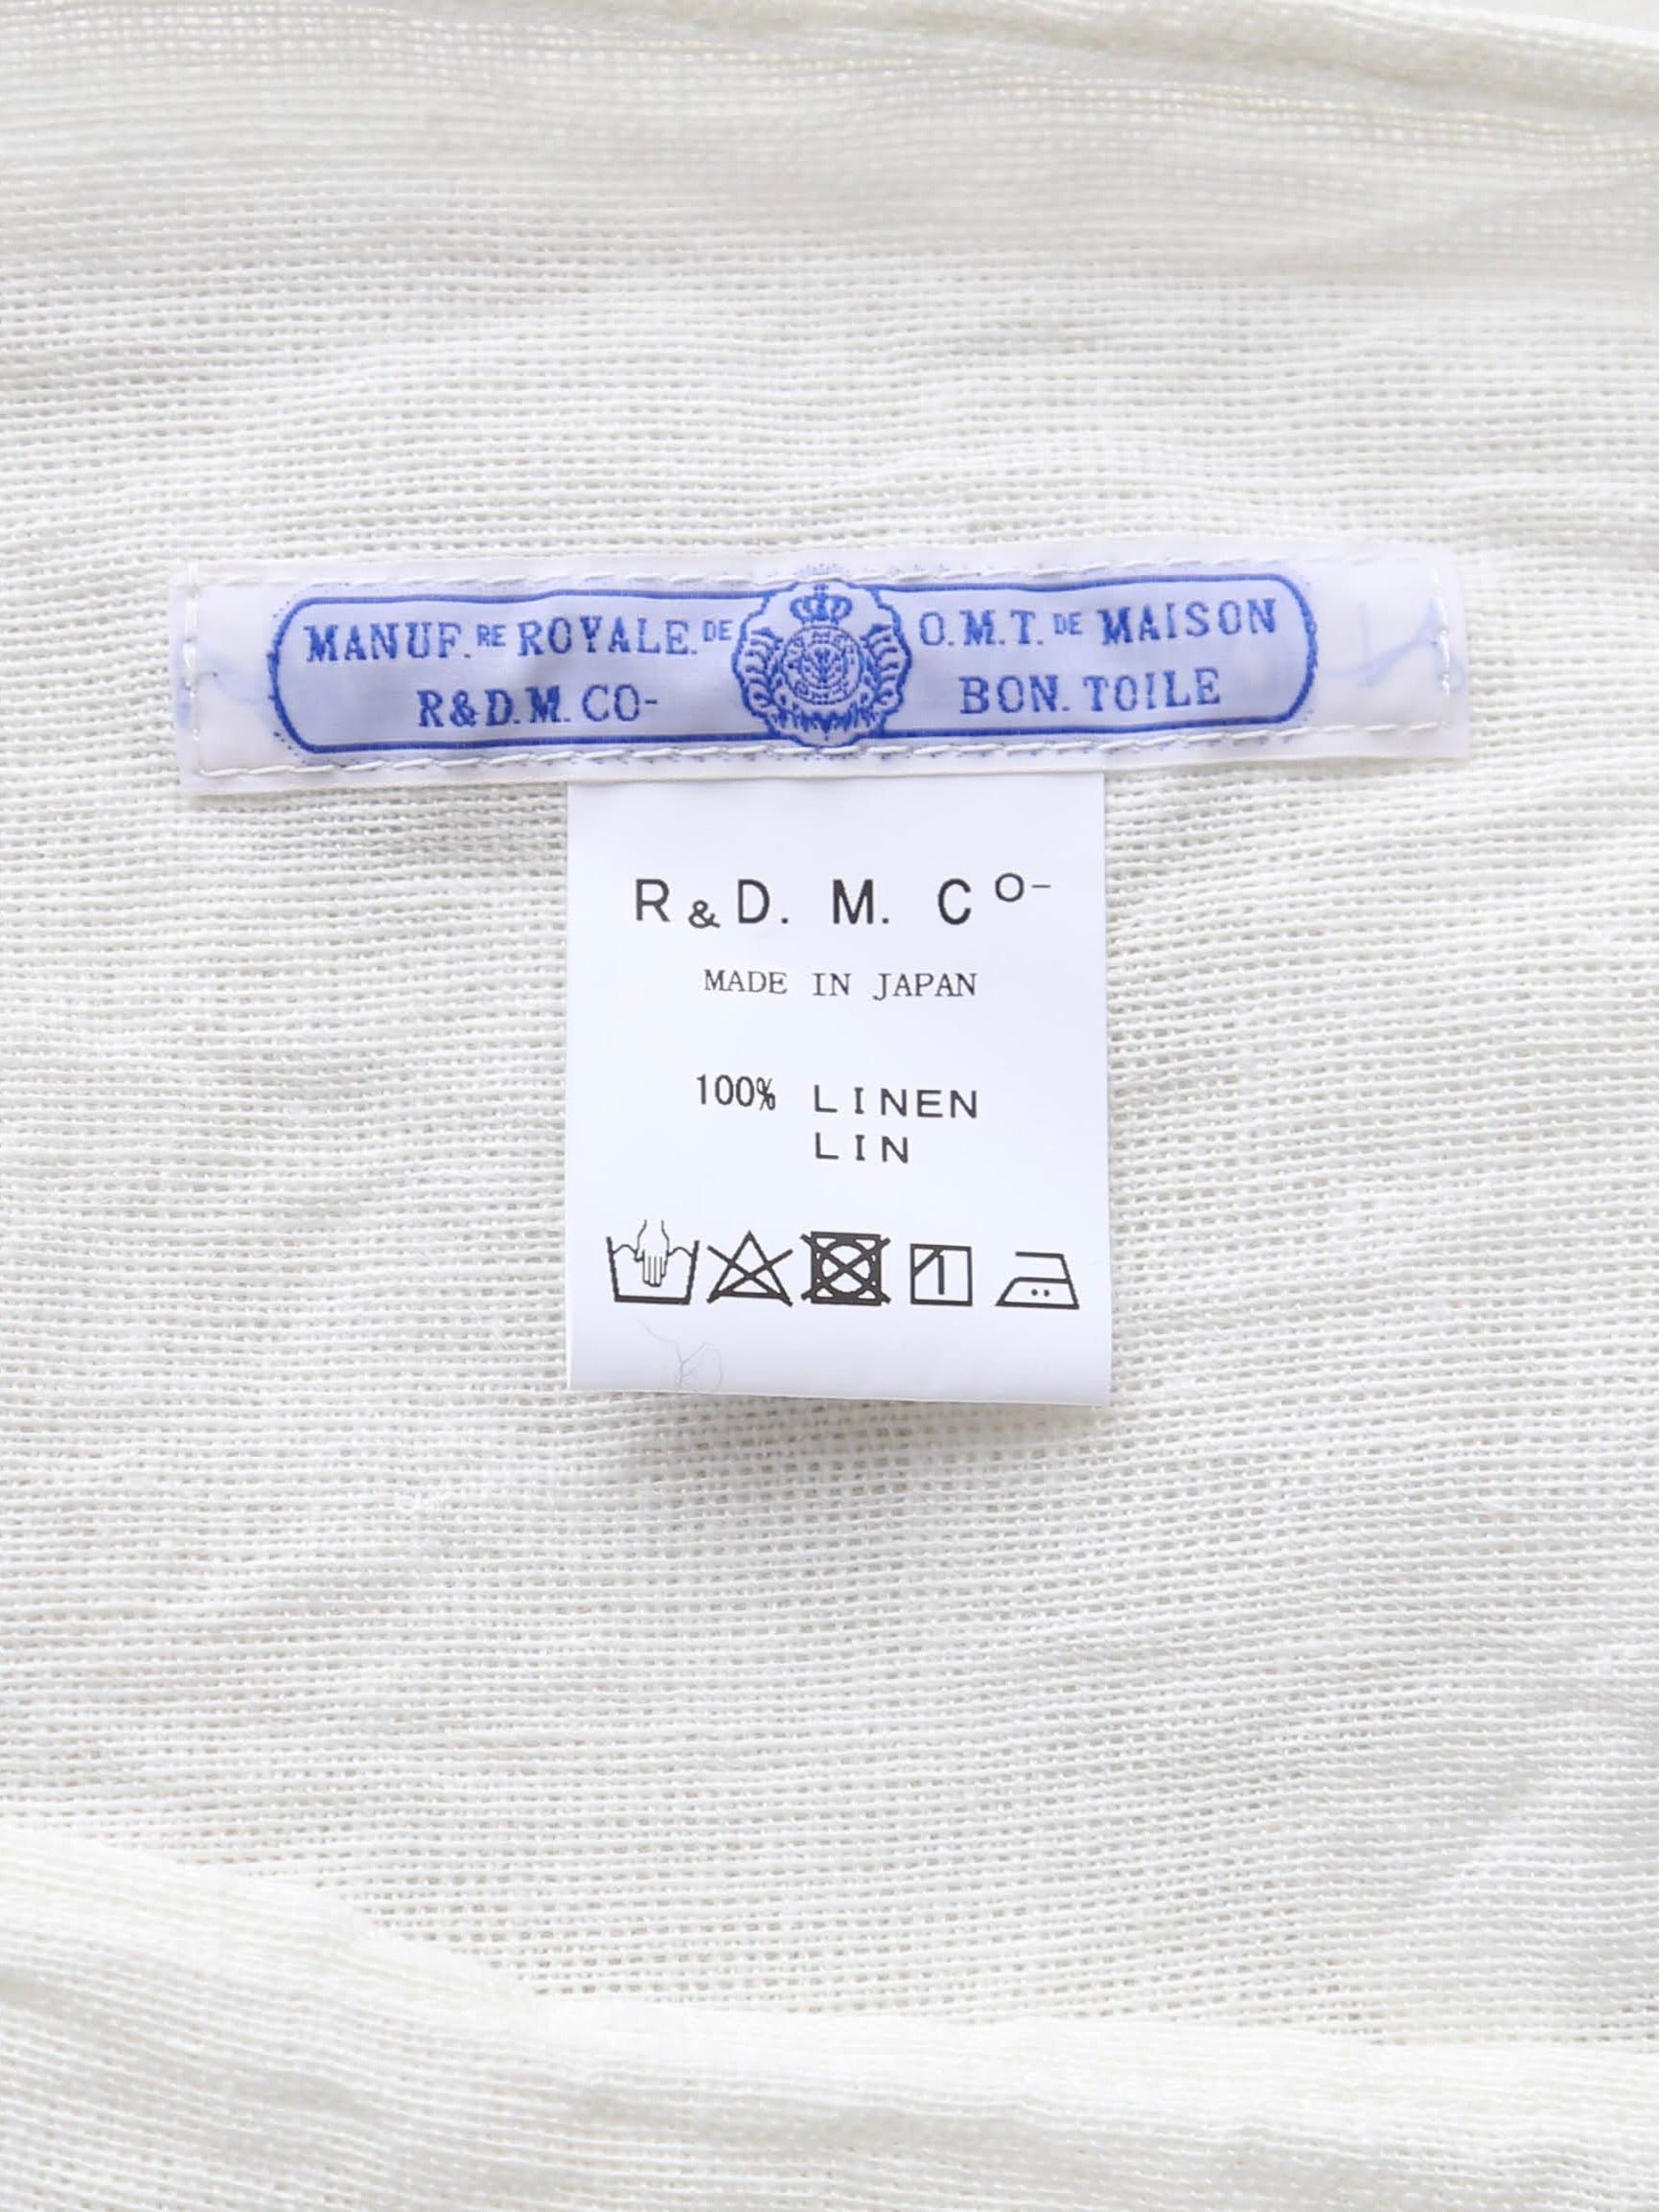 MANUF.RE ROYALE.DE O.M.T. DE MAISON
R&D.M. CO- BON. TOILE
R&D. M. CO-
MADE IN JAPAN
100% LINEN
LIN